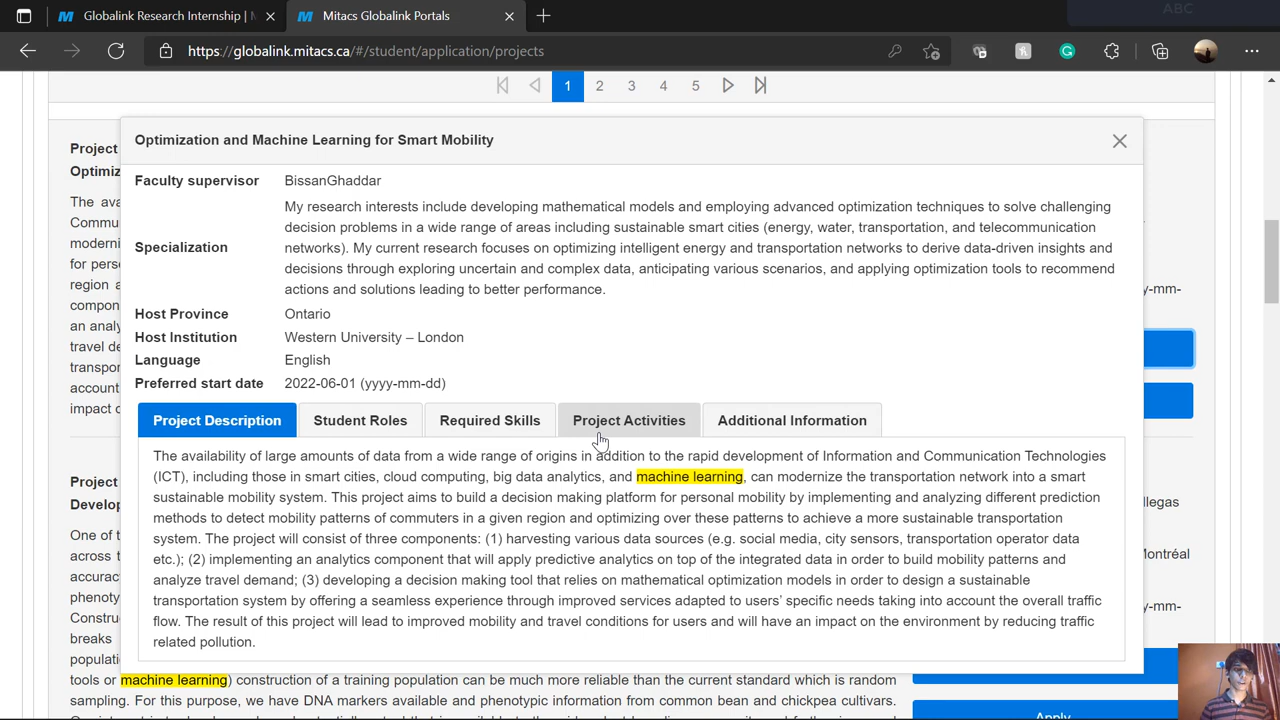 Globalink Research Internship |
Mitacs Globalink Portals
ABC
https://globalink.mitacs.ca/#/student/application/projects
1 2 3 4 5
Optimization and Machine Learning for Smart Mobility
Faculty supervisor BissanGhaddar
Specialization
My research interests include developing mathematical models and employing advanced optimization techniques to solve challenging
decision problems in a wide range of areas including sustainable smart cities (energy, water, transportation, and telecommunication
networks). My current research focuses on optimizing intelligent energy and transportation networks to derive data-driven insights and
decisions through exploring uncertain and complex data, anticipating various scenarios, and applying optimization tools to recommend
actions and solutions leading to better performance.
Host Province Ontario
Host Institution Western University – London
Language English
Preferred start date 2022-06-01 (yyyy-mm-dd)
Project Description Student Roles Required Skills Project Activities Additional Information
The availability of large amounts of data from a wide range of origins in addition to the rapid development of Information and Communication Technologies
(ICT), including those in smart cities, cloud computing, big data analytics, and machine learning, can modernize the transportation network into a smart
sustainable mobility system. This project aims to build a decision making platform for personal mobility by implementing and analyzing different prediction
methods to detect mobility patterns of commuters in a given region and optimizing over these patterns to achieve a more sustainable transportation
system. The project will consist of three components: (1) harvesting various data sources (e.g. social media, city sensors, transportation operator data
etc.); (2) implementing an analytics component that will apply predictive analytics on top of the integrated data in order to build mobility patterns and
analyze travel demand; (3) developing a decision making tool that relies on mathematical optimization models in order to design a sustainable
transportation system by offering a seamless experience through improved services adapted to users' specific needs taking into account the overall traffic
flow. The result of this project will lead to improved mobility and travel conditions for users and will have an impact on the environment by reducing traffic
related pollution.
Project
Optimiz
The ava
Commu
moderni
for perso
region a
compon
an analy
travel de
transpor
account
impact o
Project
Develop
One of t
across t
accurac
phenoty
Constru
breaks
populati
y-mm-
llegas
Montréal
y-mm-
tools or machine learning) construction of a training population can be much more reliable than the current standard which is random
sampling. For this purpose, we have DNA markers available and phenotypic information from common bean and chickpea cultivars.
Apply